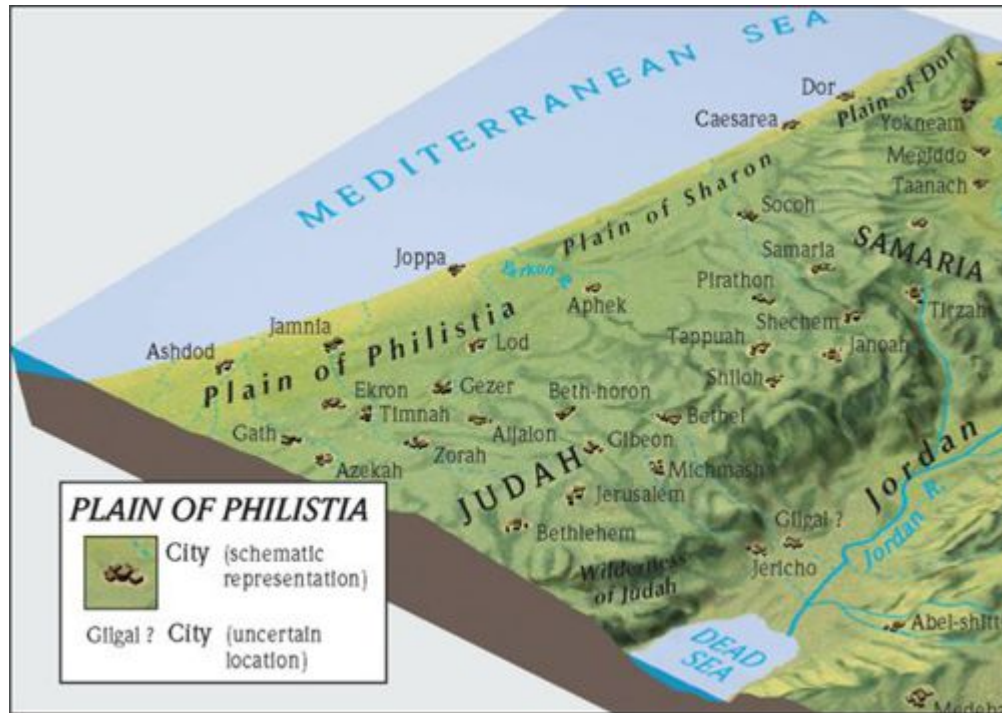 MEDITERRANEAN SEA
Dor
Plain of Dor
Caesarea
Yokneam
Megiddo
Taanach
Plain of Sharon
Socoh
Joppa
Yarkon R.
Samaria
SAMARIA
Aphek
Pirathon
Tirzah
Shechem
Jamnia
Plain of Philistia
Lod
Tappuah
Janoah
Ashdod
Shiloh
Ekron
Gezer
Beth-horon
Timnah
Aijalon
Bethel
Gath
Zorah
Gibeon
Azekah
Michmash
JUDAH
Jordan
Jerusalem
Bethlehem
Gilgal ?
Jordan R.
Jericho
Wilderness
of Judah
Abel-shitt
DEAD
SEA
Medeba
PLAIN OF PHILISTIA
City (schematic
representation)
Gilgal ? City (uncertain
location)